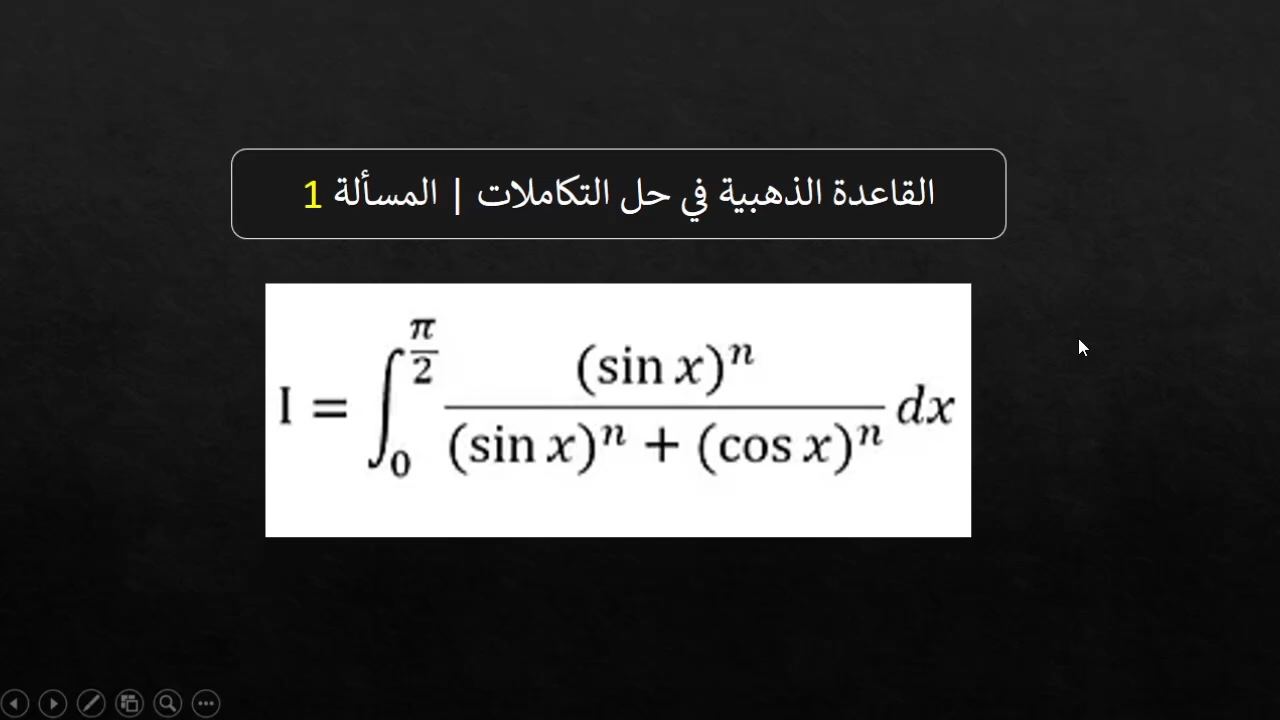 القاعدة الذهبية في حل التكاملات | المسألة 1
I = ∫₀^(π/2) (sin x)ⁿ / ((sin x)ⁿ + (cos x)ⁿ) dx